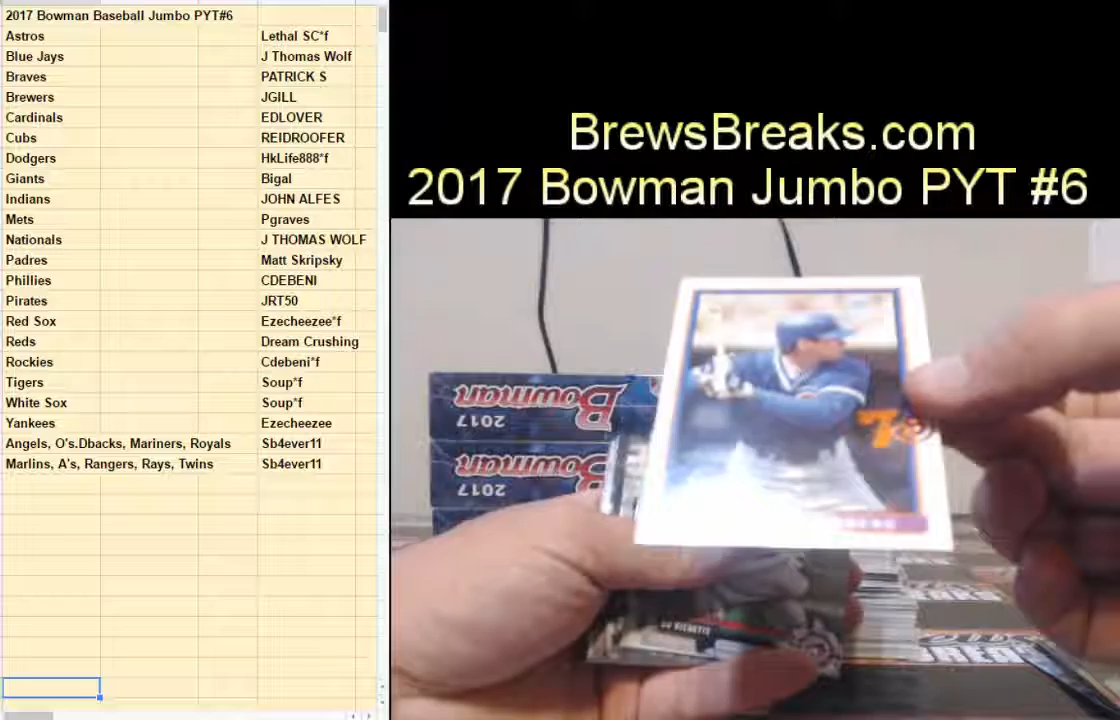 2017 Bowman Baseball Jumbo PYT#6
Astros Lethal SC*f
Blue Jays J Thomas Wolf
Braves PATRICK S
Brewers JGILL
Cardinals EDLOVER
Cubs REIDROOFER
Dodgers HkLife888*f
Giants Bigal
Indians JOHN ALFES
Mets Pgraves
Nationals J THOMAS WOLF
Padres Matt Skripsky
Phillies CDEBENI
Pirates JRT50
Red Sox Ezecheezee*f
Reds Dream Crushing
Rockies Cdebeni*f
Tigers Soup*f
White Sox Soup*f
Yankees Ezecheezee
Angels, O's.Dbacks, Mariners, Royals Sb4ever11
Marlins, A's, Rangers, Rays, Twins Sb4ever11
BrewsBreaks.com
2017 Bowman Jumbo PYT #6
Bowman
2017
Bowman
2017